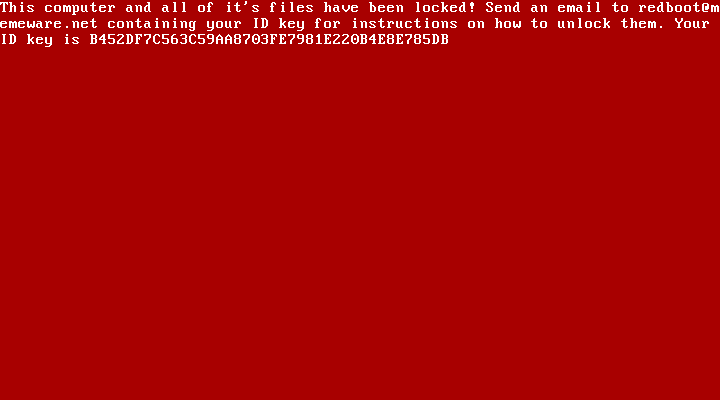 This computer and all of it's files have been locked! Send an email to redboot@m
emeware.net containing your ID key for instructions on how to unlock them. Your
ID key is B452DF7C563C59AA8703FE7981E220B4E8E785DB